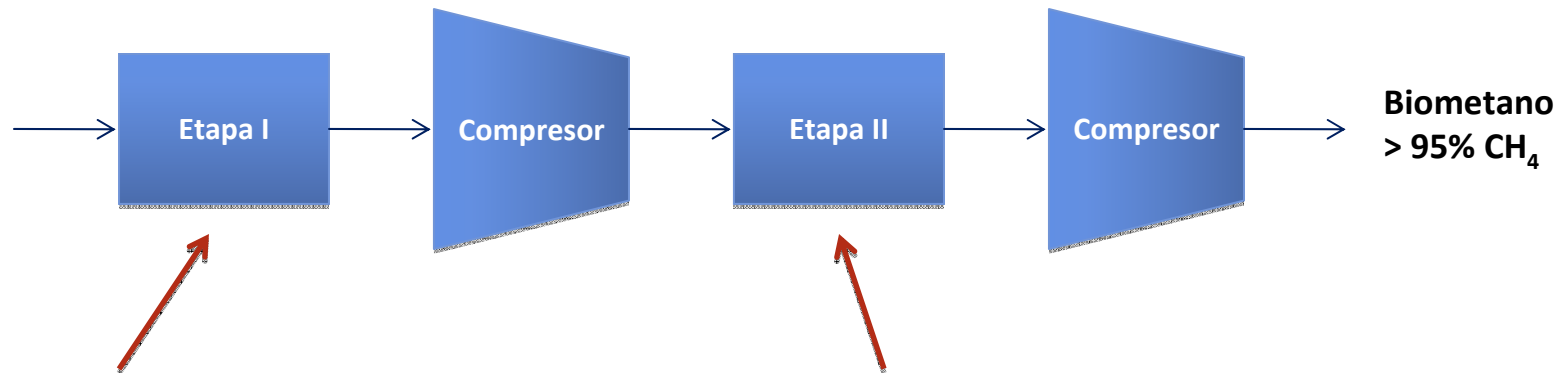 Etapa I
Compresor
Etapa II
Compresor
Biometano
> 95% CH₄